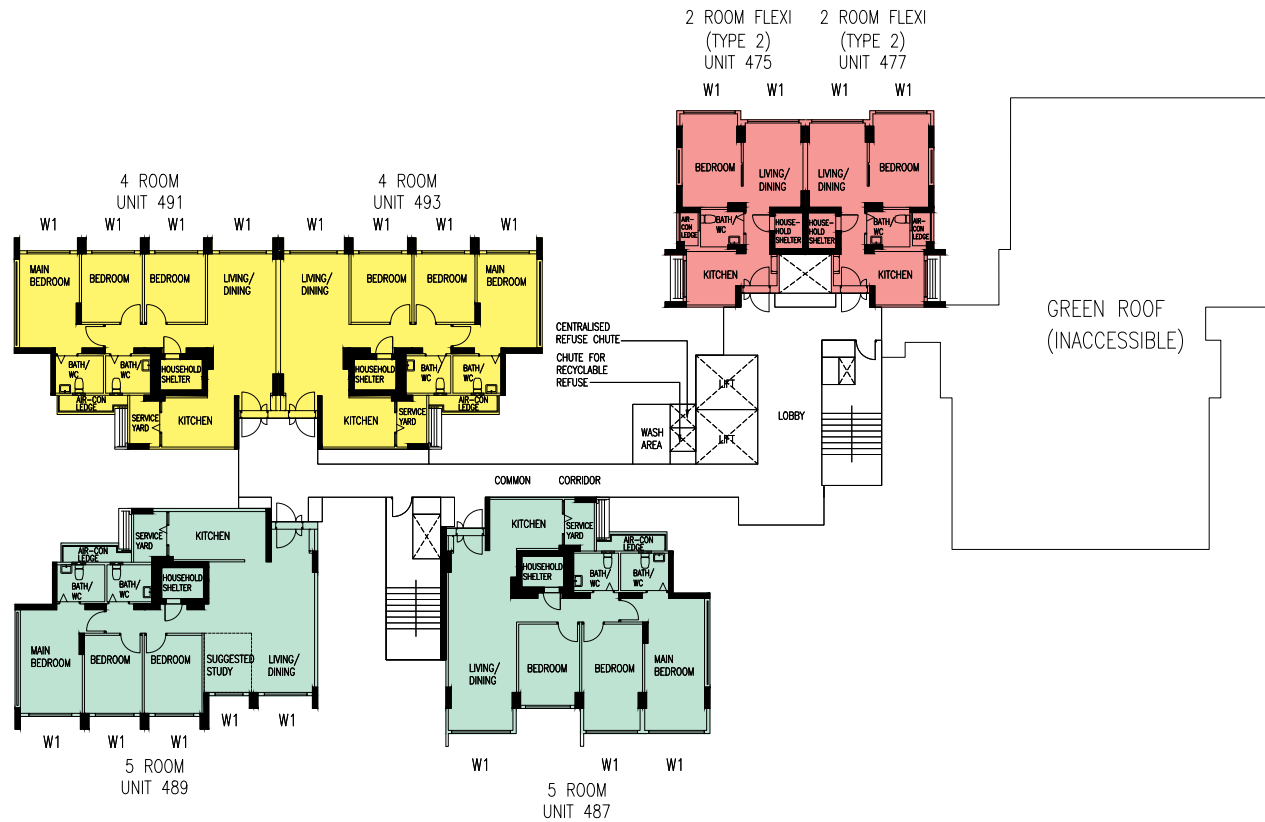 2 ROOM FLEXI
(TYPE 2)
UNIT 475
2 ROOM FLEXI
(TYPE 2)
UNIT 477
W1
W1
W1
W1
BEDROOM
LIVING/
DINING
LIVING/
DINING
BEDROOM
AIR-
CON
LEDGE
BATH/
WC
HOUSE-
HOLD
SHELTER
HOUSE-
HOLD
SHELTER
BATH/
WC
AIR-
CON
LEDGE
KITCHEN
KITCHEN
GREEN ROOF
(INACCESSIBLE)
4 ROOM
UNIT 491
4 ROOM
UNIT 493
W1
W1
W1
W1
W1
W1
W1
W1
MAIN
BEDROOM
BEDROOM
BEDROOM
LIVING/
DINING
LIVING/
DINING
BEDROOM
BEDROOM
MAIN
BEDROOM
BATH/
WC
BATH/
WC
HOUSEHOLD
SHELTER
HOUSEHOLD
SHELTER
BATH/
WC
BATH/
WC
AIR-CON
LEDGE
SERVICE
YARD
KITCHEN
KITCHEN
SERVICE
YARD
AIR-CON
LEDGE
CENTRALISED
REFUSE CHUTE
CHUTE FOR
RECYCLABLE
REFUSE
LIFT
LIFT
WASH
AREA
LOBBY
COMMON
CORRIDOR
SERVICE
YARD
KITCHEN
AIR-CON
LEDGE
BATH/
WC
BATH/
WC
HOUSEHOLD
SHELTER
MAIN
BEDROOM
BEDROOM
BEDROOM
SUGGESTED
STUDY
LIVING/
DINING
W1
W1
W1
W1
W1
5 ROOM
UNIT 489
KITCHEN
SERVICE
YARD
AIR-CON
LEDGE
HOUSEHOLD
SHELTER
BATH/
WC
BATH/
WC
LIVING/
DINING
BEDROOM
BEDROOM
MAIN
BEDROOM
W1
W1
W1
5 ROOM
UNIT 487